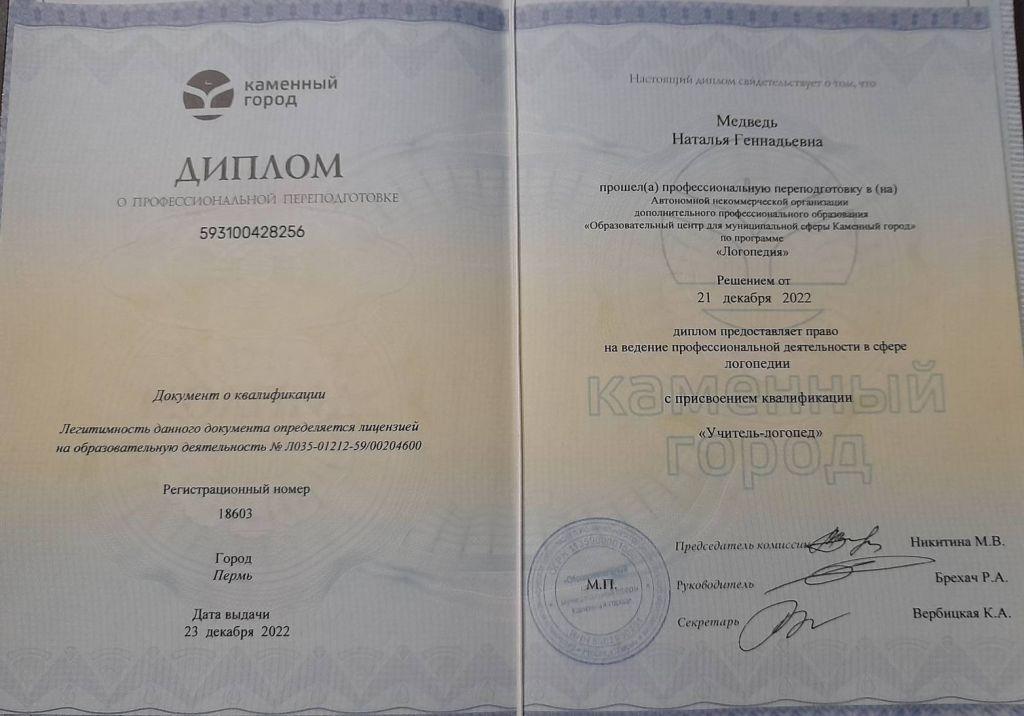 каменный
город
ДИПЛОМ
О ПРОФЕССИОНАЛЬНОЙ ПЕРЕПОДГОТОВКЕ
593100428256
Документ о квалификации
Легитимность данного документа определяется лицензией
на образовательную деятельность № Л035-01212-59/00204600
Регистрационный номер
18603
Город
Пермь
Дата выдачи
23 декабря 2022
Настоящий диплом свидетельствует о том, что
Медведь
Наталья Геннадьевна
прошел(а) профессиональную переподготовку в (на)
Автономной некоммерческой организации
дополнительного профессионального образования
«Образовательный центр для муниципальной сферы Каменный город»
по программе
«Логопедия»
Решением от
21 декабря 2022
диплом предоставляет право
на ведение профессиональной деятельности в сфере
логопедии
каменный
с присвоением квалификации
«Учитель-логопед»
город
Председатель комиссии Никитина М.В.
М.П.
Руководитель Брехач Р.А.
Секретарь Вербицкая К.А.